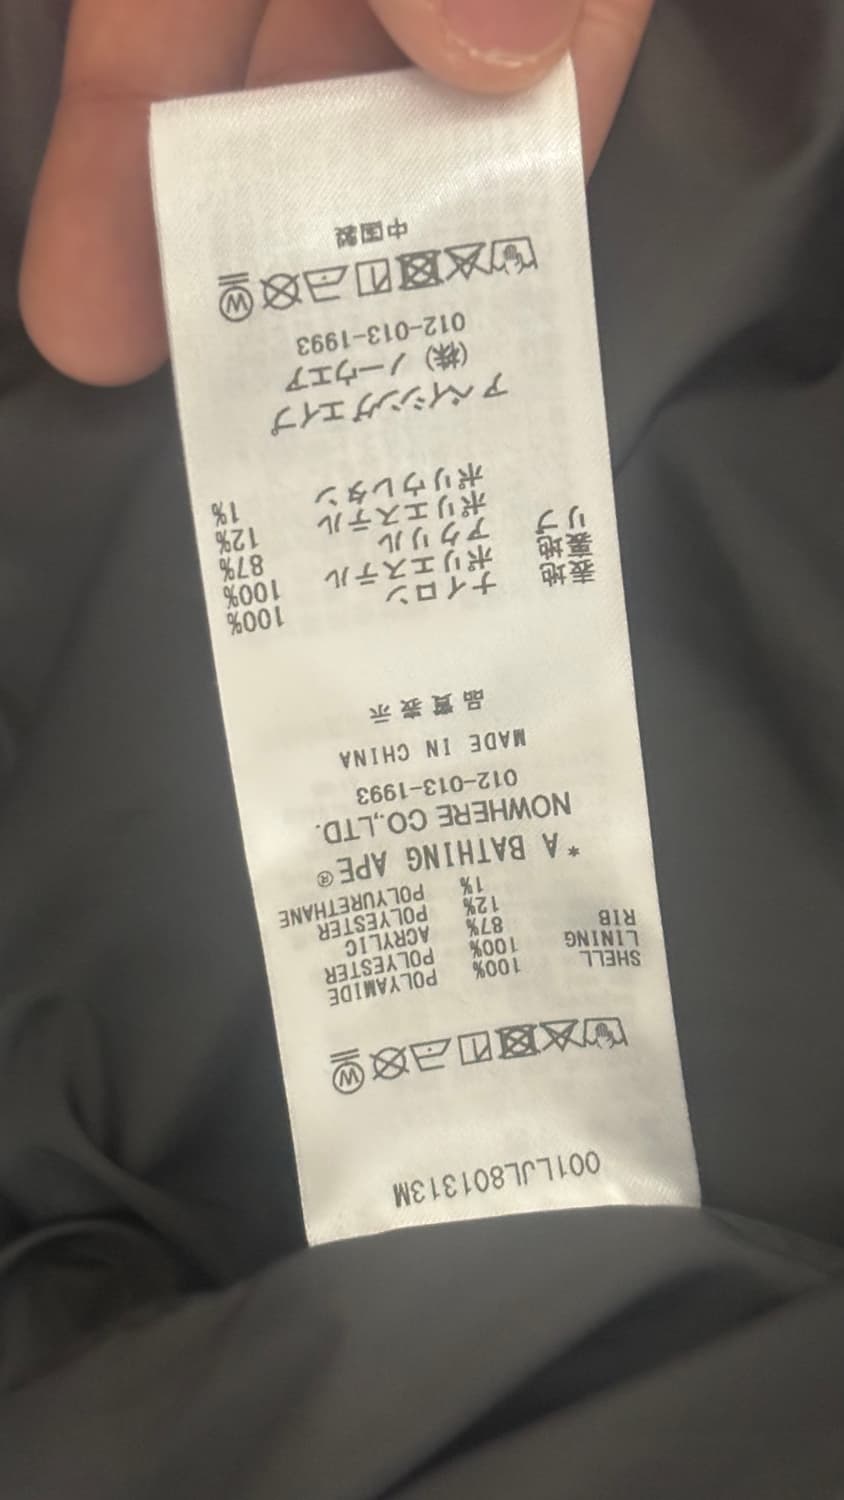 001LJL801313M
SHELL 100% POLYAMIDE
LINING 100% POLYESTER
RIB 87% ACRYLIC
12% POLYESTER
1% POLYURETHANE
* A BATHING APE®
NOWHERE CO.,LTD.
012-013-1993
MADE IN CHINA
品質表示
表地 ナイロン 100%
裏地 ポリエステル 100%
リブ アクリル 87%
ポリエステル 12%
ポリウレタン 1%
アベイシングエイプ
(株) ノーウエア
012-013-1993
W
中国製